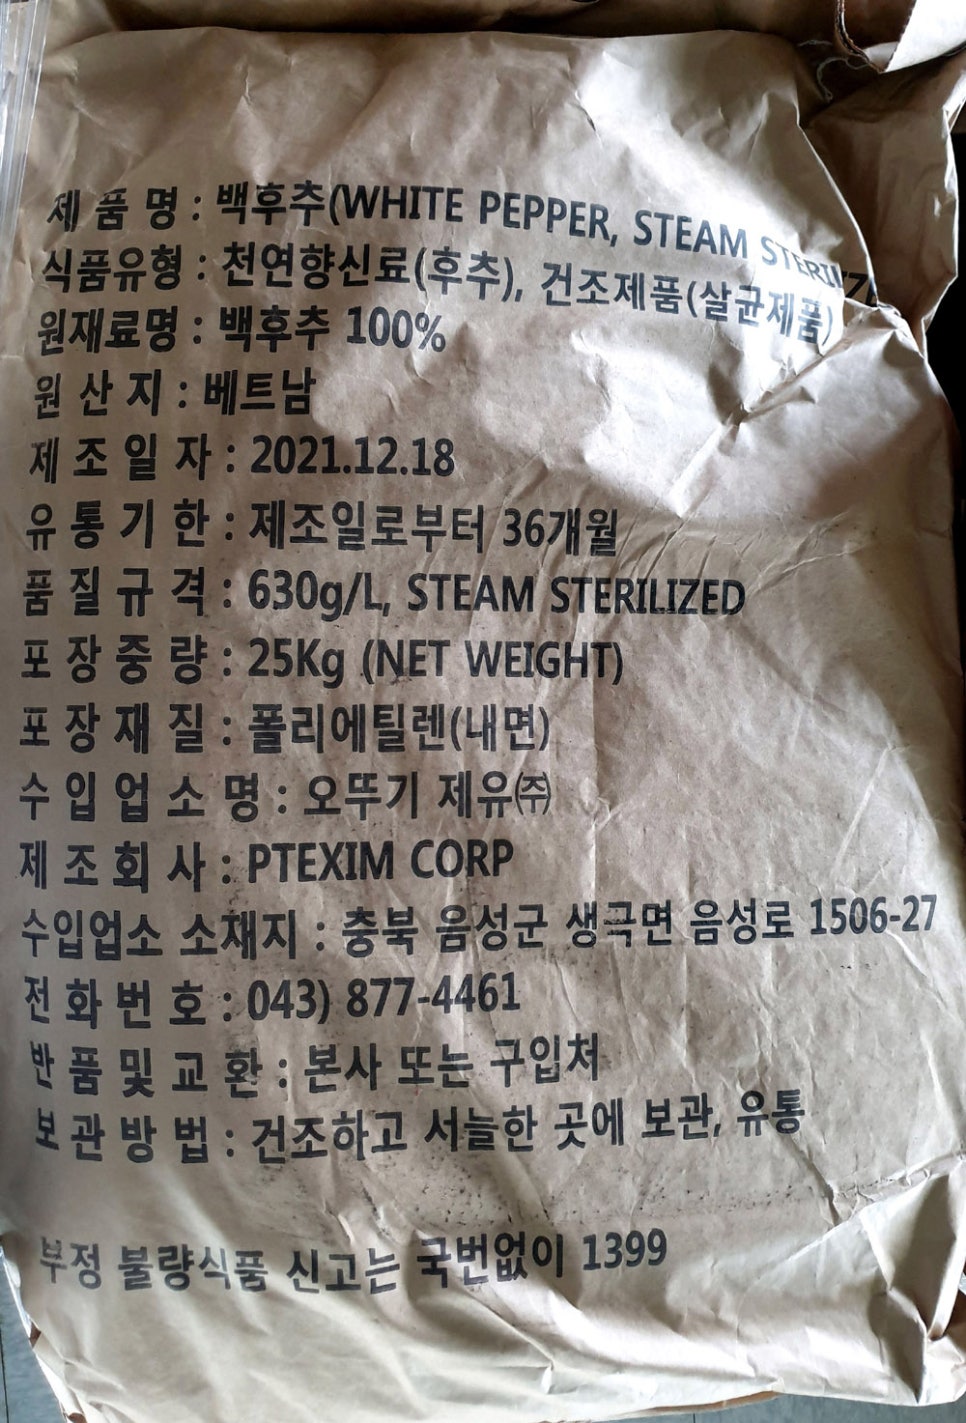 제 품 명 : 백후추(WHITE PEPPER, STEAM STERILIZ
식품유형 : 천연향신료(후추), 건조제품(살균제품)
원재료명 : 백후추 100%
원 산 지 : 베트남
제 조 일 자 : 2021.12.18
유 통 기 한 : 제조일로부터 36개월
품 질 규 격 : 630g/L, STEAM STERILIZED
포 장 중 량 : 25Kg (NET WEIGHT)
포 장 재 질 : 폴리에틸렌(내면)
수 입 업 소 명 : 오뚜기 제유㈜
제 조 회 사 : PTEXIM CORP
수입업소 소재지 : 충북 음성군 생극면 음성로 1506-27
전 화 번 호 : 043) 877-4461
반 품 및 교 환 : 본사 또는 구입처
보 관 방 법 : 건조하고 서늘한 곳에 보관, 유통
부정 불량식품 신고는 국번없이 1399